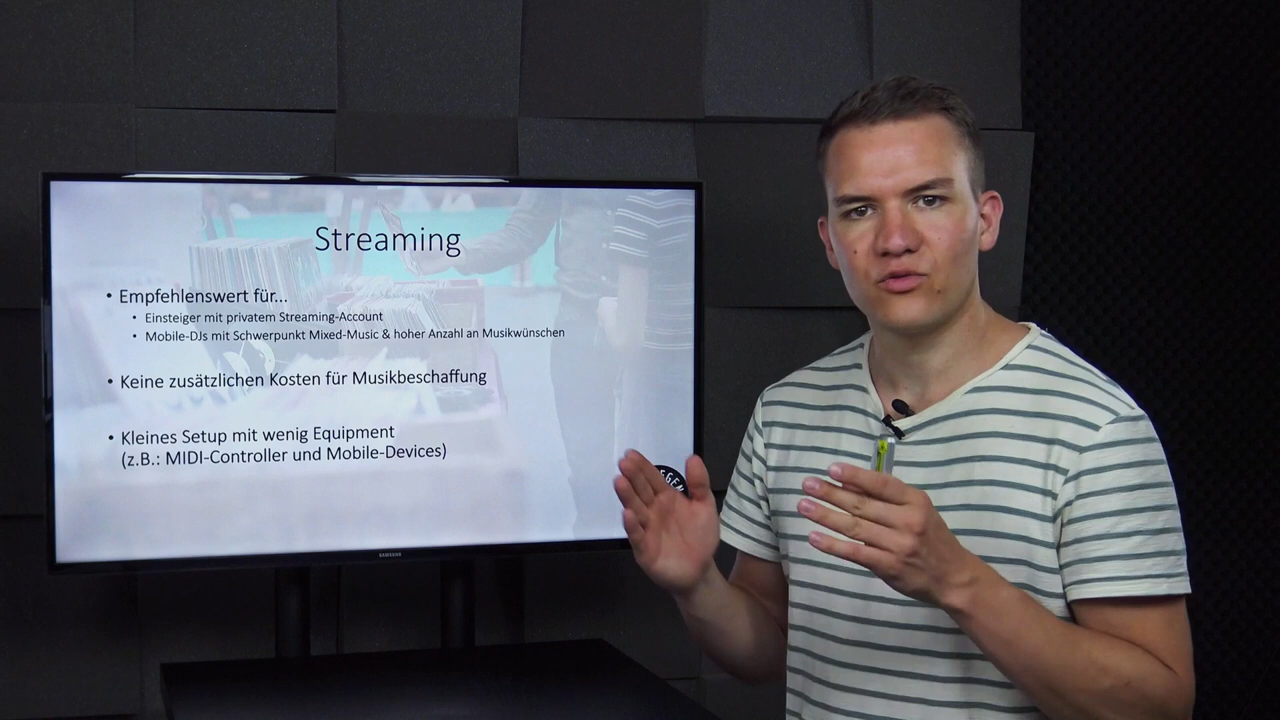 Streaming
• Empfehlenswert für...
• Einsteiger mit privatem Streaming-Account
• Mobile-DJs mit Schwerpunkt Mixed-Music & hoher Anzahl an Musikwünschen
• Keine zusätzlichen Kosten für Musikbeschaffung
• Kleines Setup mit wenig Equipment
(z.B.: MIDI-Controller und Mobile-Devices)
SAMSUNG